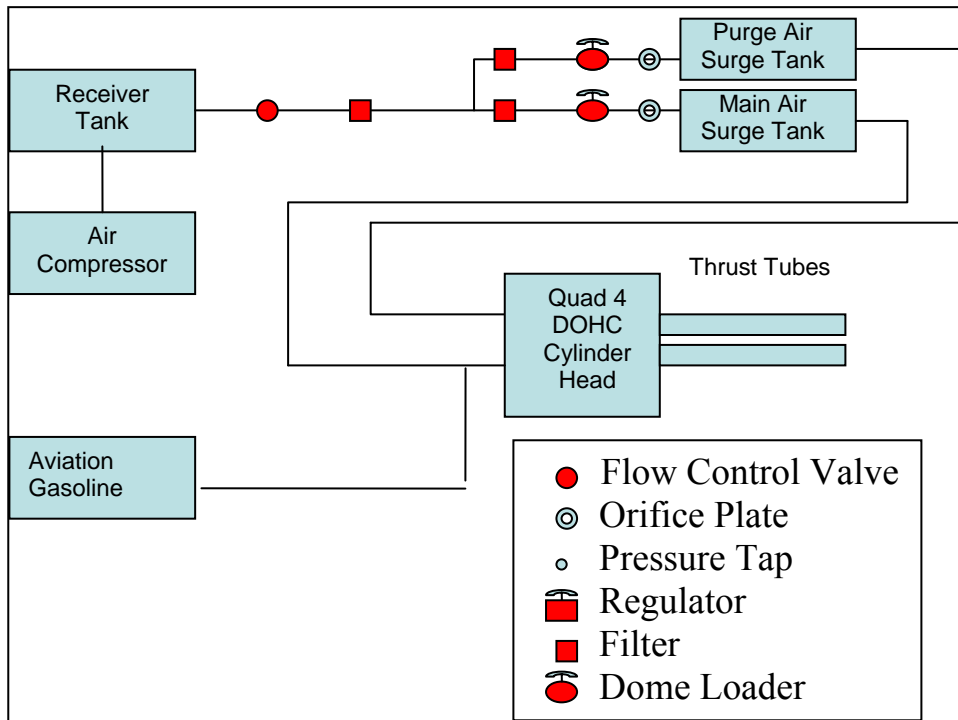 Purge Air
Surge Tank
Receiver
Tank
Main Air
Surge Tank
Air
Compressor
Thrust Tubes
Quad 4
DOHC
Cylinder
Head
Aviation
Gasoline
Flow Control Valve
Orifice Plate
Pressure Tap
Regulator
Filter
Dome Loader